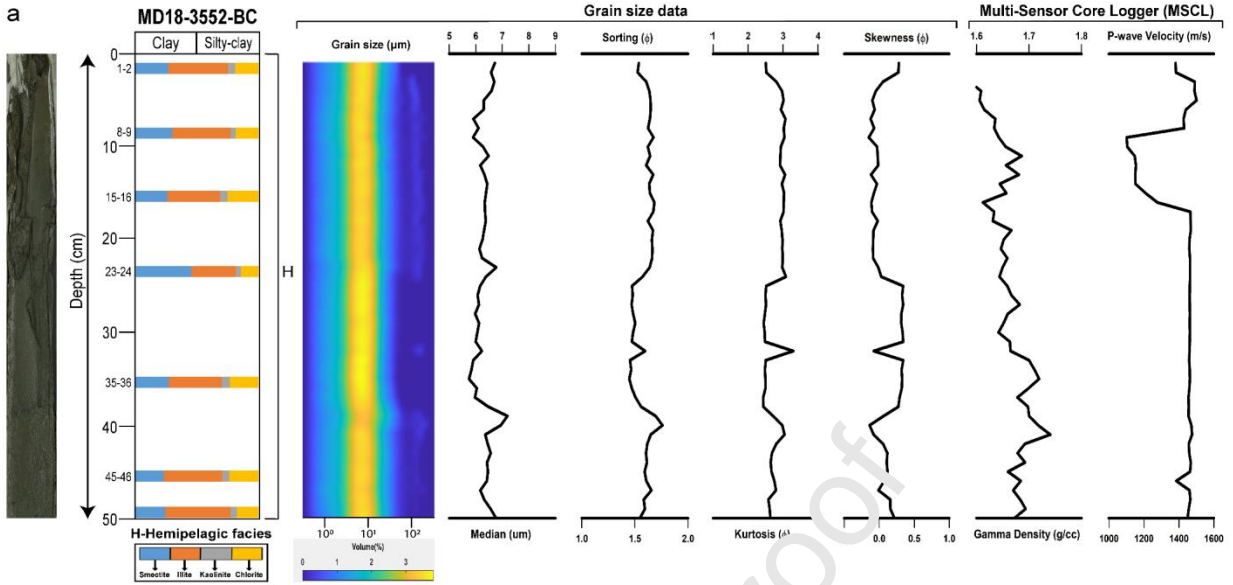 a
MD18-3552-BC
Clay
Silty-clay
Grain size data
Multi-Sensor Core Logger (MSCL)
Grain size (µm)
5 6 7 8 9
Sorting (ɸ)
1 2 3 4
Skewness (ɸ)
1.6 1.7 1.8
P-wave Velocity (m/s)
Depth (cm)
0
1-2
8-9
10
15-16
20
23-24
30
35-36
40
45-46
50
H
H-Hemipelagic facies
Smectite Illite Kaolinite Chlorite
10⁰ 10¹ 10²
Volume(%)
0 1 2 3
Median (um)
1.0 1.5 2.0
Kurtosis (ɸ)
-0.5 0.0 0.5 1.0
Gamma Density (g/cc)
1000 1200 1400 1600
roof